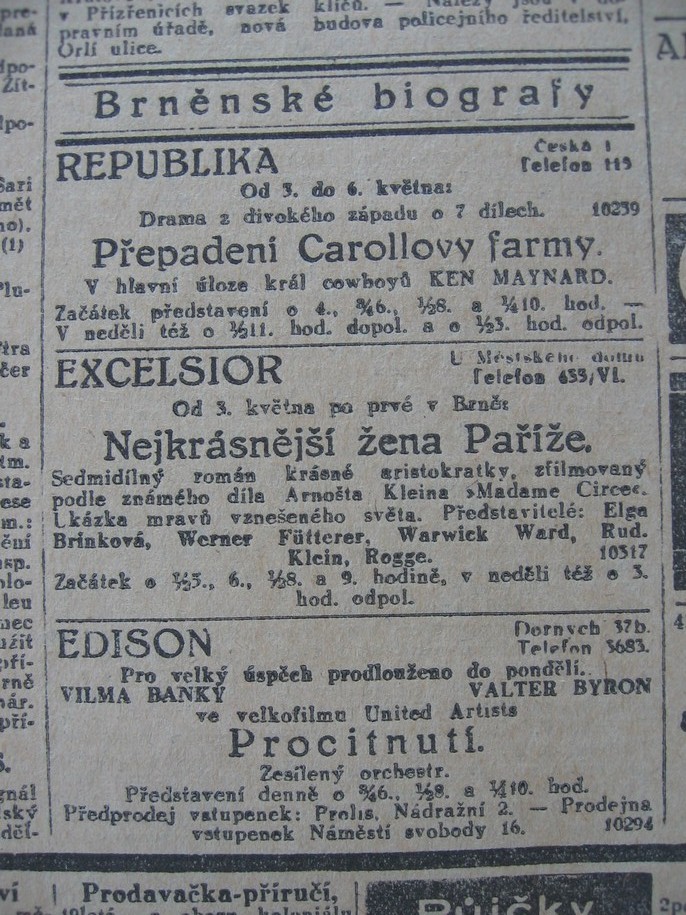 v Přízřenicích svazek klíčů. — Nálezy jsou v do-
pravním úřadě, nová budova policejního ředitelství,
Orlí ulice.
Brněnské biografy
REPUBLIKA
Česká 1
Telefon 119
Od 3. do 6. května:
Drama z divokého západu o 7 dílech. 10239
Přepadení Carollovy farmy.
V hlavní úloze král cowboyů KEN MAYNARD.
Začátek představení o 4., ¾6., ½8. a ¼10. hod. —
V neděli též o ½11. hod. dopol. a o ½3. hod. odpol.
EXCELSIOR
U Městského domu
Telefon 633/VI.
Od 3. května po prvé v Brně:
Nejkrásnější žena Paříže.
Sedmidílný román krásné aristokratky, zfilmovaný
podle známého díla Arnošta Kleina »Madame Circe«.
Ukázka mravů vznešeného světa. Představitelé: Elga
Brinková, Werner Fütterer, Warwick Ward, Rud.
Klein, Rogge. 10317
Začátek o ½5., 6., ½8. a 9. hodině, v neděli též o 3.
hod. odpol.
EDISON
Dornych 37b.
Telefon 3683.
Pro velký úspěch prodlouženo do pondělí.
VILMA BANKY VALTER BYRON
ve velkofilmu United Artists
Procitnutí.
Zesílený orchestr.
Představení denně o ¾6., ½8. a ¼10. hod.
Předprodej vstupenek: Prolis, Nádražní 2. — Prodejna
vstupenek Náměstí svobody 16. 10294
Prodavačka-příručí,
Půjčky